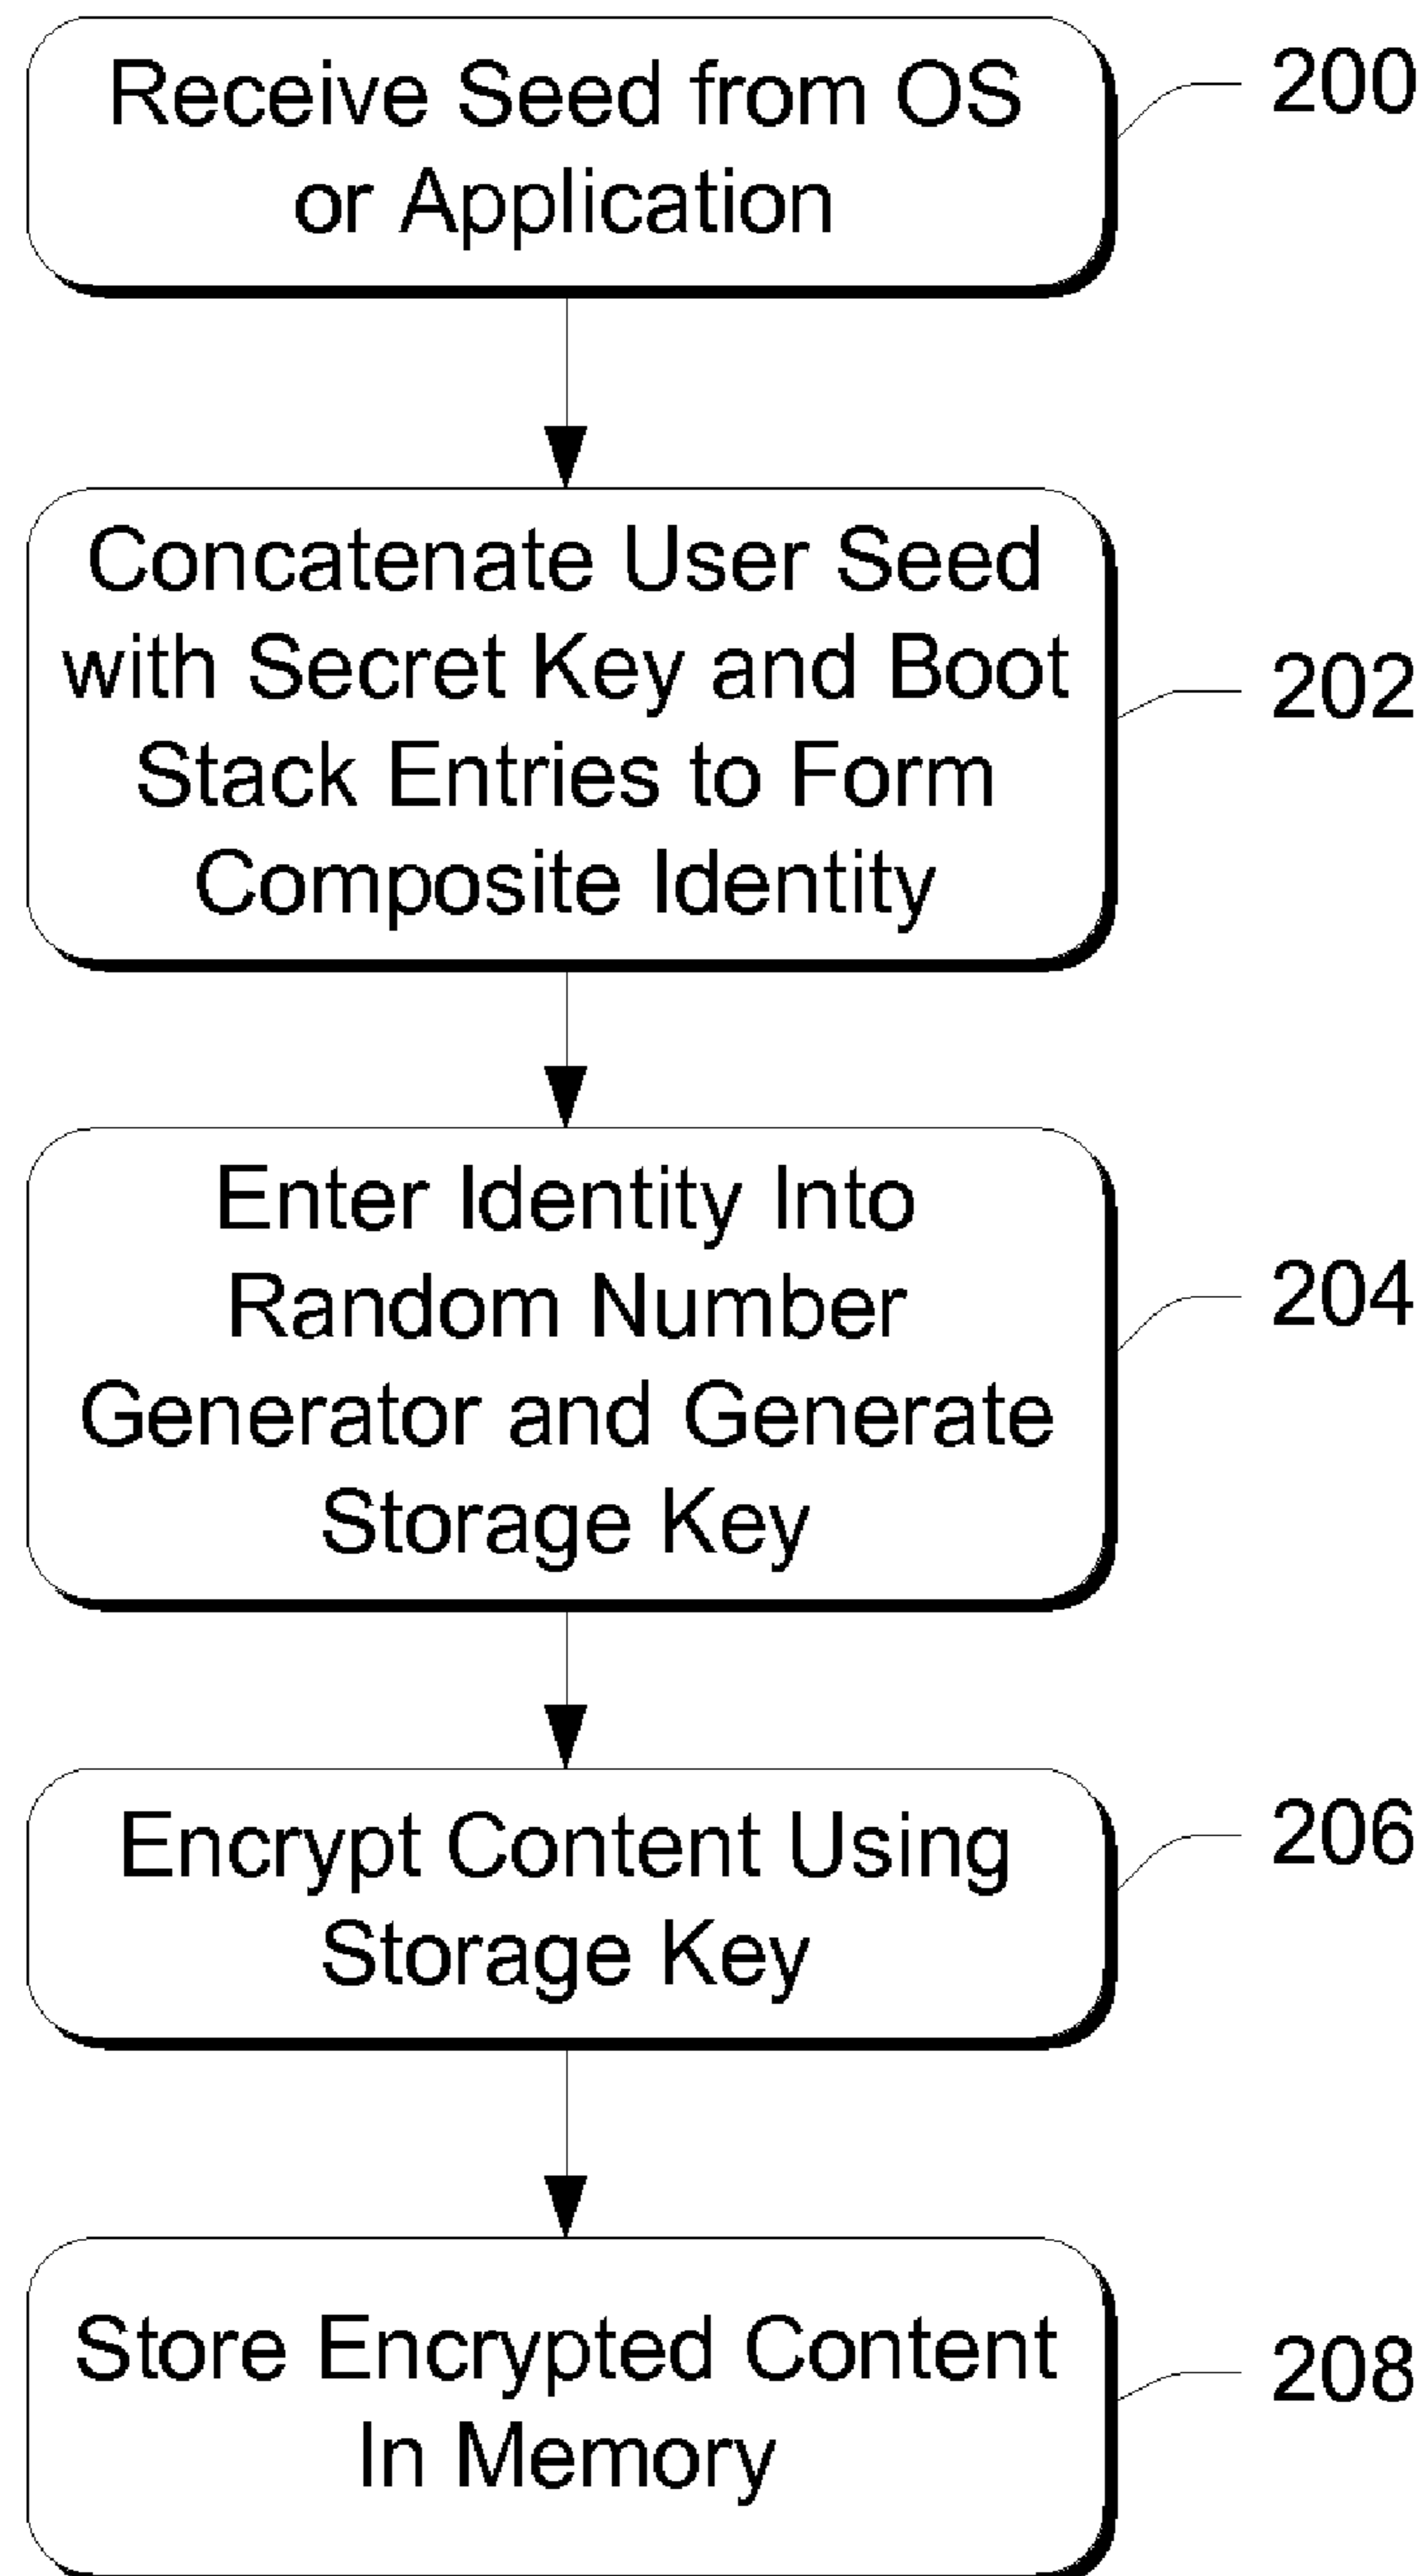 Receive Seed from OS
or Application
200
Concatenate User Seed
with Secret Key and Boot
Stack Entries to Form
Composite Identity
202
Enter Identity Into
Random Number
Generator and Generate
Storage Key
204
Encrypt Content Using
Storage Key
206
Store Encrypted Content
In Memory
208